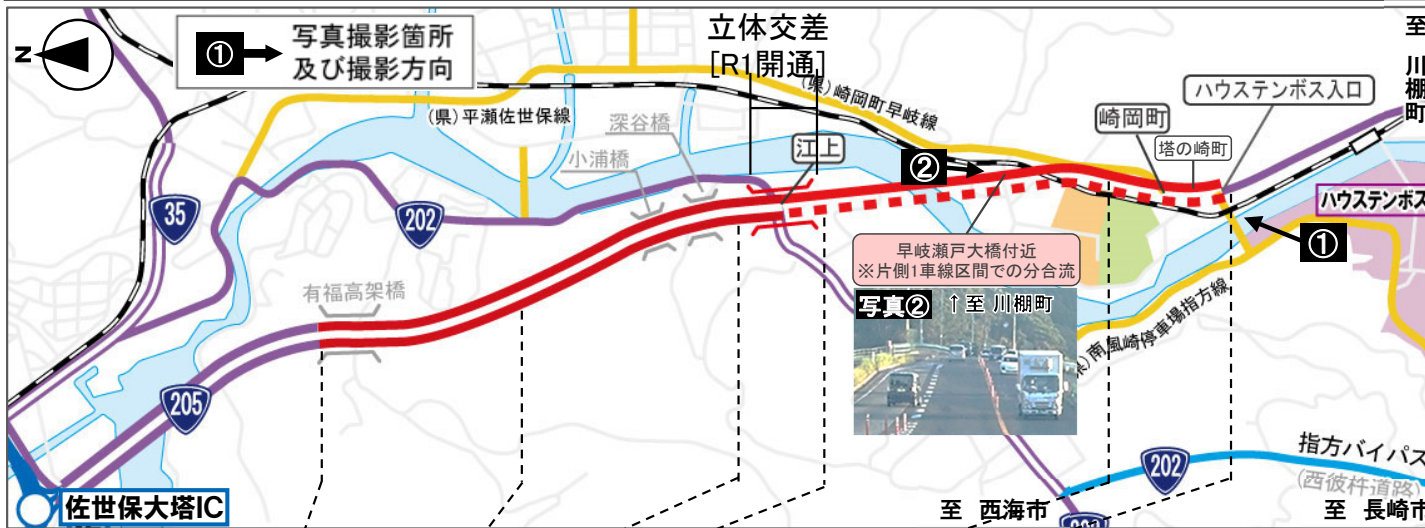 N
① 写真撮影箇所
及び撮影方向
立体交差
[R1開通]
至
川棚町
(県)平瀬佐世保線
(県)崎岡町早岐線
ハウステンボス入口
崎岡町
塔の崎町
深谷橋
小浦橋
江上
②
35
202
ハウステンボス
①
早岐瀬戸大橋付近
※片側1車線区間での分合流
写真②
↑至 川棚町
有福高架橋
南風崎停車場指方線
205
指方バイパス
(西彼杵道路)
202
佐世保大塔IC
至 西海市
至 長崎市